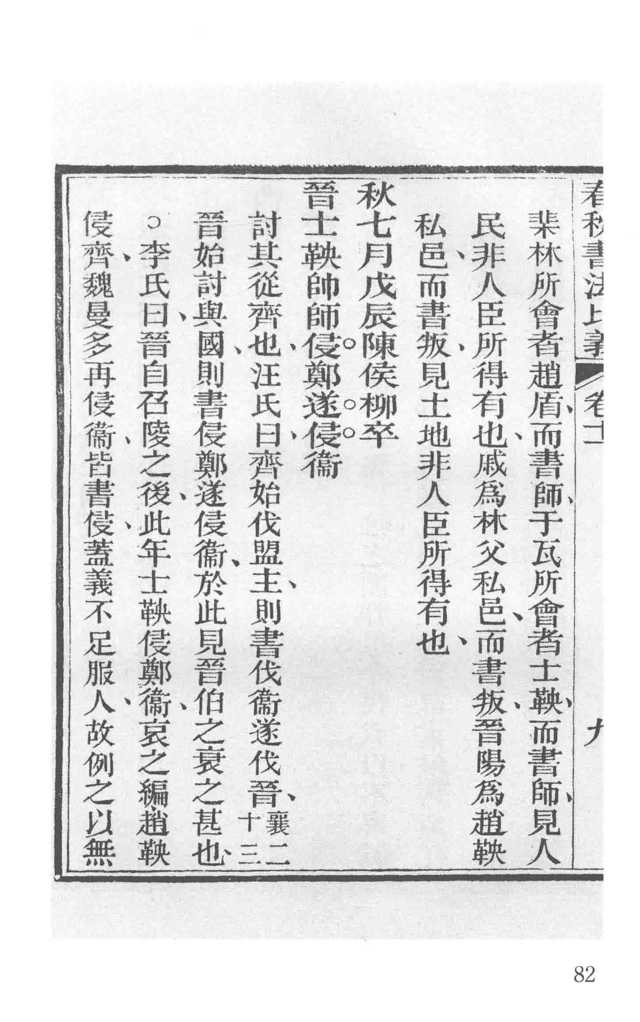 春秋書法比義 卷十一 九
棐林所會者趙盾、而書師、于瓦所會者士鞅、而書師、見人
民非人臣所得有也、戚爲林父私邑、而書叛、晉陽爲趙鞅
私邑、而書叛、見土地非人臣所得有也、
秋七月戊辰陳侯柳卒
晉士鞅帥師侵鄭遂侵衞
討其從齊也、汪氏曰、齊始伐盟主、則書伐衞遂伐晉、襄二十三
晉始討與國、則書侵鄭遂侵衞、於此見晉伯之衰之甚也、
○李氏曰、晉自召陵之後、此年士鞅侵鄭衞、哀之編趙鞅
侵齊、魏曼多再侵衞、皆書侵、蓋義不足服人、故例之以無
82